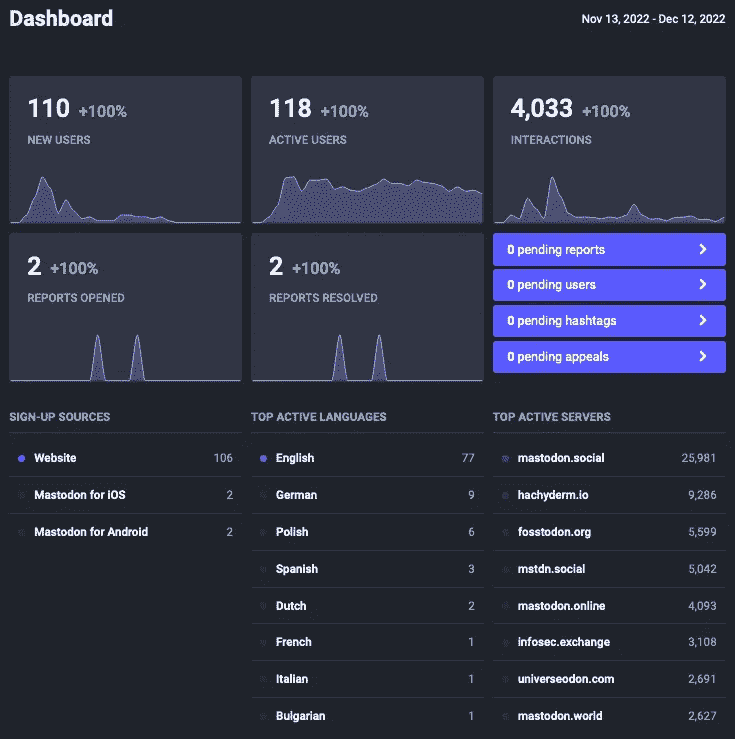 Dashboard
Nov 13, 2022 - Dec 12, 2022
110 +100%
NEW USERS
118 +100%
ACTIVE USERS
4,033 +100%
INTERACTIONS
2 +100%
REPORTS OPENED
2 +100%
REPORTS RESOLVED
0 pending reports
0 pending users
0 pending hashtags
0 pending appeals
SIGN-UP SOURCES
Website 106
Mastodon for iOS 2
Mastodon for Android 2
TOP ACTIVE LANGUAGES
English 77
German 9
Polish 6
Spanish 3
Dutch 2
French 1
Italian 1
Bulgarian 1
TOP ACTIVE SERVERS
mastodon.social 25,981
hachyderm.io 9,286
fosstodon.org 5,599
mstdn.social 5,042
mastodon.online 4,093
infosec.exchange 3,108
universeodon.com 2,691
mastodon.world 2,627